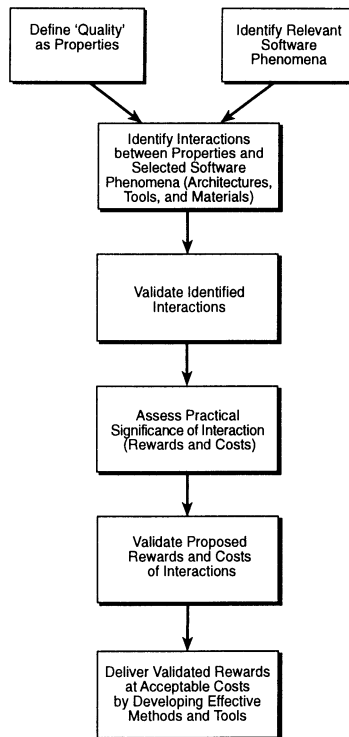 Define ‘Quality’
as Properties
Identify Relevant
Software
Phenomena
Identify Interactions
between Properties and
Selected Software
Phenomena (Architectures,
Tools, and Materials)
Validate Identified
Interactions
Assess Practical
Significance of Interaction
(Rewards and Costs)
Validate Proposed
Rewards and Costs
of Interactions
Deliver Validated Rewards
at Acceptable Costs
by Developing Effective
Methods and Tools